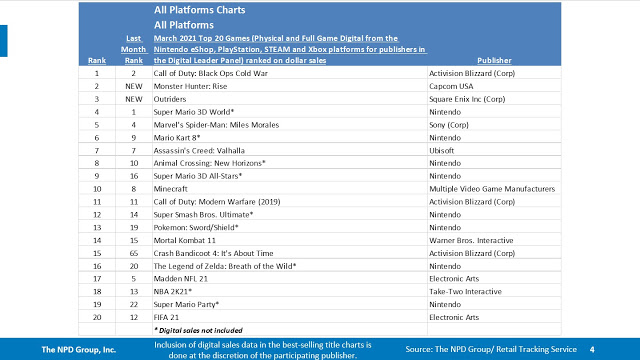 All Platforms Charts
All Platforms
Last March 2021 Top 20 Games (Physical and Full Game Digital from the
Month Nintendo eShop, PlayStation, STEAM and Xbox platforms for publishers in
Rank Rank the Digital Leader Panel) ranked on dollar sales Publisher
1 2 Call of Duty: Black Ops Cold War Activision Blizzard (Corp)
2 NEW Monster Hunter: Rise Capcom USA
3 NEW Outriders Square Enix Inc (Corp)
4 1 Super Mario 3D World* Nintendo
5 4 Marvel's Spider-Man: Miles Morales Sony (Corp)
6 9 Mario Kart 8* Nintendo
7 7 Assassin's Creed: Valhalla Ubisoft
8 10 Animal Crossing: New Horizons* Nintendo
9 16 Super Mario 3D All-Stars* Nintendo
10 8 Minecraft Multiple Video Game Manufacturers
11 11 Call of Duty: Modern Warfare (2019) Activision Blizzard (Corp)
12 14 Super Smash Bros. Ultimate* Nintendo
13 19 Pokemon: Sword/Shield* Nintendo
14 15 Mortal Kombat 11 Warner Bros. Interactive
15 65 Crash Bandicoot 4: It's About Time Activision Blizzard (Corp)
16 20 The Legend of Zelda: Breath of the Wild* Nintendo
17 5 Madden NFL 21 Electronic Arts
18 13 NBA 2K21* Take-Two Interactive
19 22 Super Mario Party* Nintendo
20 12 FIFA 21 Electronic Arts
* Digital sales not included
The NPD Group, Inc. Inclusion of digital sales data in the best-selling title charts is Source: The NPD Group/ Retail Tracking Service 4
done at the discretion of the participating publisher.